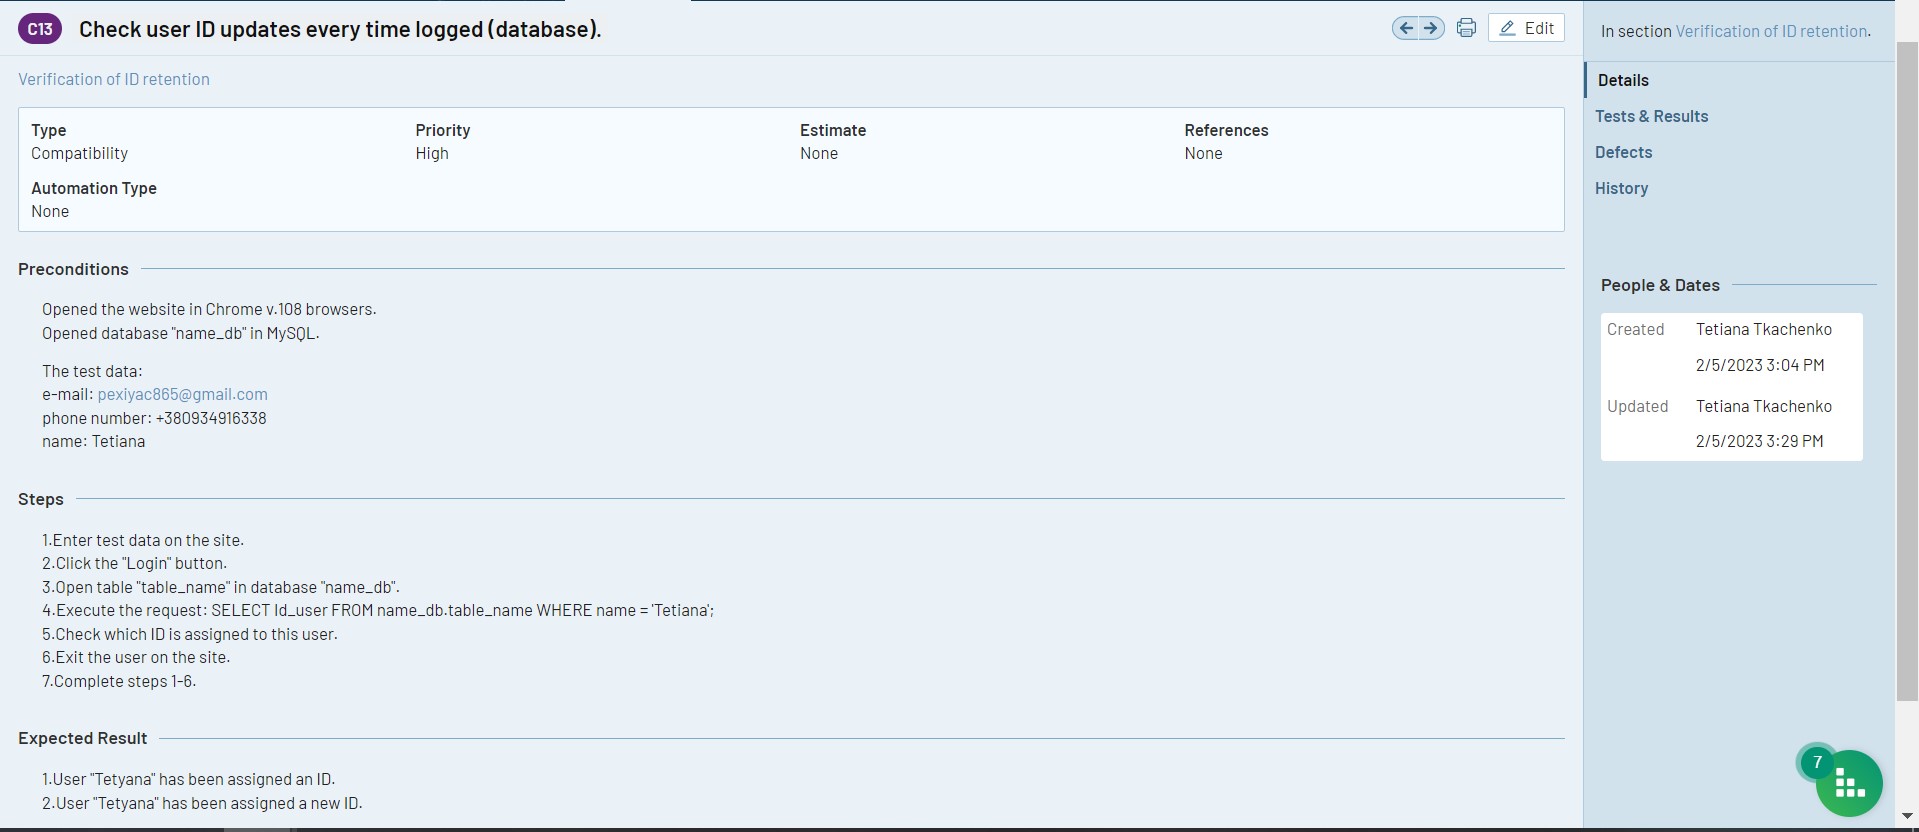 C13 Check user ID updates every time logged (database).
Edit
Verification of ID retention
Type Priority Estimate References
Compatibility High None None
Automation Type
None
Preconditions
Opened the website in Chrome v.108 browsers.
Opened database "name_db" in MySQL.
The test data:
e-mail: pexiyac865@gmail.com
phone number: +380934916338
name: Tetiana
Steps
1.Enter test data on the site.
2.Click the "Login" button.
3.Open table "table_name" in database "name_db".
4.Execute the request: SELECT Id_user FROM name_db.table_name WHERE name = 'Tetiana';
5.Check which ID is assigned to this user.
6.Exit the user on the site.
7.Complete steps 1-6.
Expected Result
1.User "Tetyana" has been assigned an ID.
2.User "Tetyana" has been assigned a new ID.
In section Verification of ID retention.
Details
Tests & Results
Defects
History
People & Dates
Created Tetiana Tkachenko
2/5/2023 3:04 PM
Updated Tetiana Tkachenko
2/5/2023 3:29 PM
7